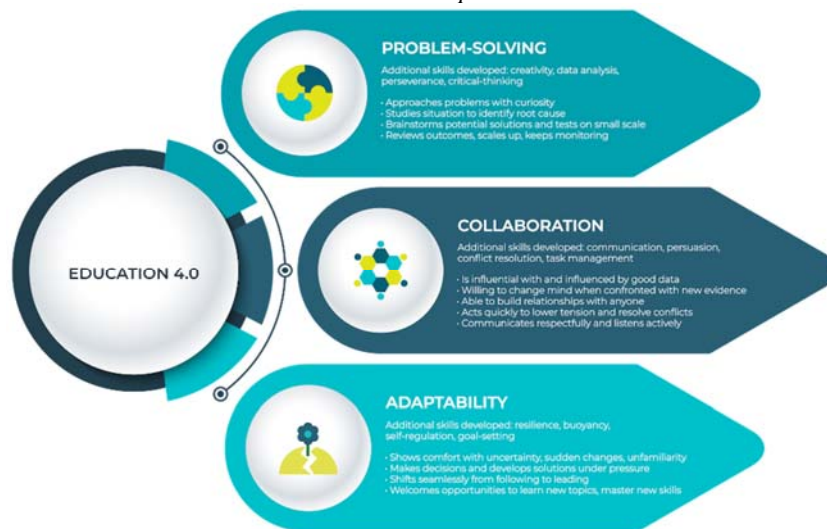 PROBLEM-SOLVING
Additional skills developed: creativity, data analysis,
perseverance, critical-thinking
• Approaches problems with curiosity
• Studies situation to identify root cause
• Brainstorms potential solutions and tests on small scale
• Reviews outcomes, scales up, keeps monitoring
EDUCATION 4.0
COLLABORATION
Additional skills developed: communication, persuasion,
conflict resolution, task management
• Is influential with and influenced by good data
• Willing to change mind when confronted with new evidence
• Able to build relationships with anyone
• Acts quickly to lower tension and resolve conflicts
• Communicates respectfully and listens actively
ADAPTABILITY
Additional skills developed: resilience, buoyancy,
self-regulation, goal-setting
• Shows comfort with uncertainty, sudden changes, unfamiliarity
• Makes decisions and develops solutions under pressure
• Shifts seamlessly from following to leading
• Welcomes opportunities to learn new topics, master new skills